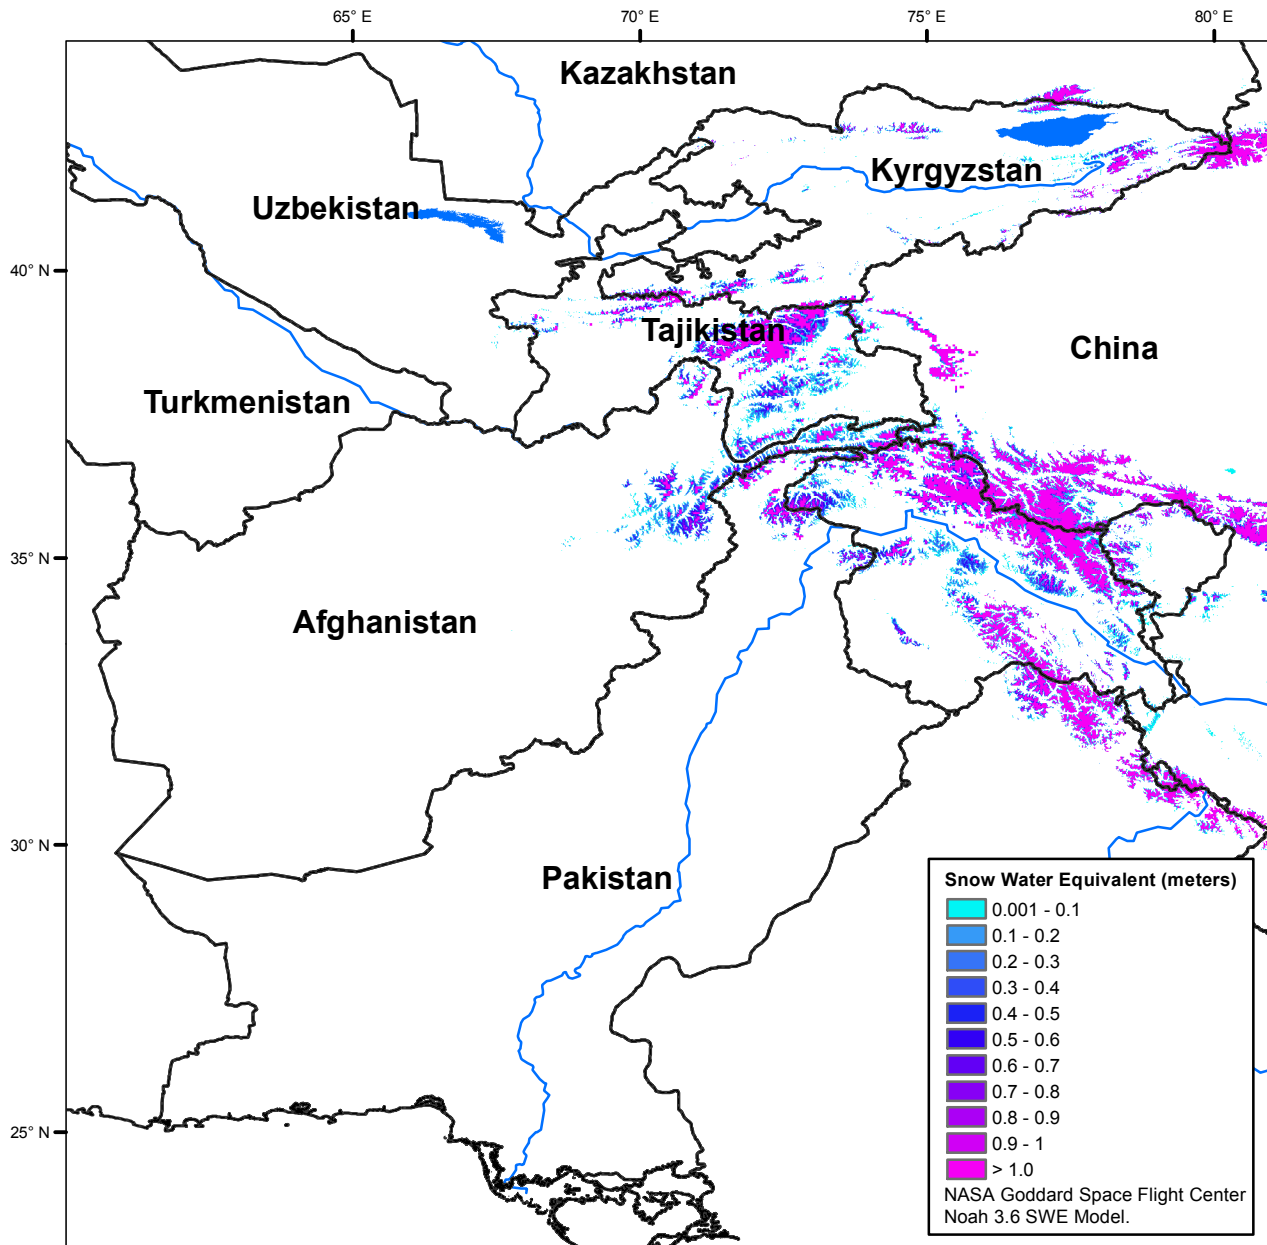 65° E
70° E
75° E
80° E
Kazakhstan
Kyrgyzstan
Uzbekistan
40° N
Tajikistan
China
Turkmenistan
35° N
Afghanistan
30° N
Pakistan
25° N
Snow Water Equivalent (meters)
0.001 - 0.1
0.1 - 0.2
0.2 - 0.3
0.3 - 0.4
0.4 - 0.5
0.5 - 0.6
0.6 - 0.7
0.7 - 0.8
0.8 - 0.9
0.9 - 1
> 1.0
NASA Goddard Space Flight Center
Noah 3.6 SWE Model.